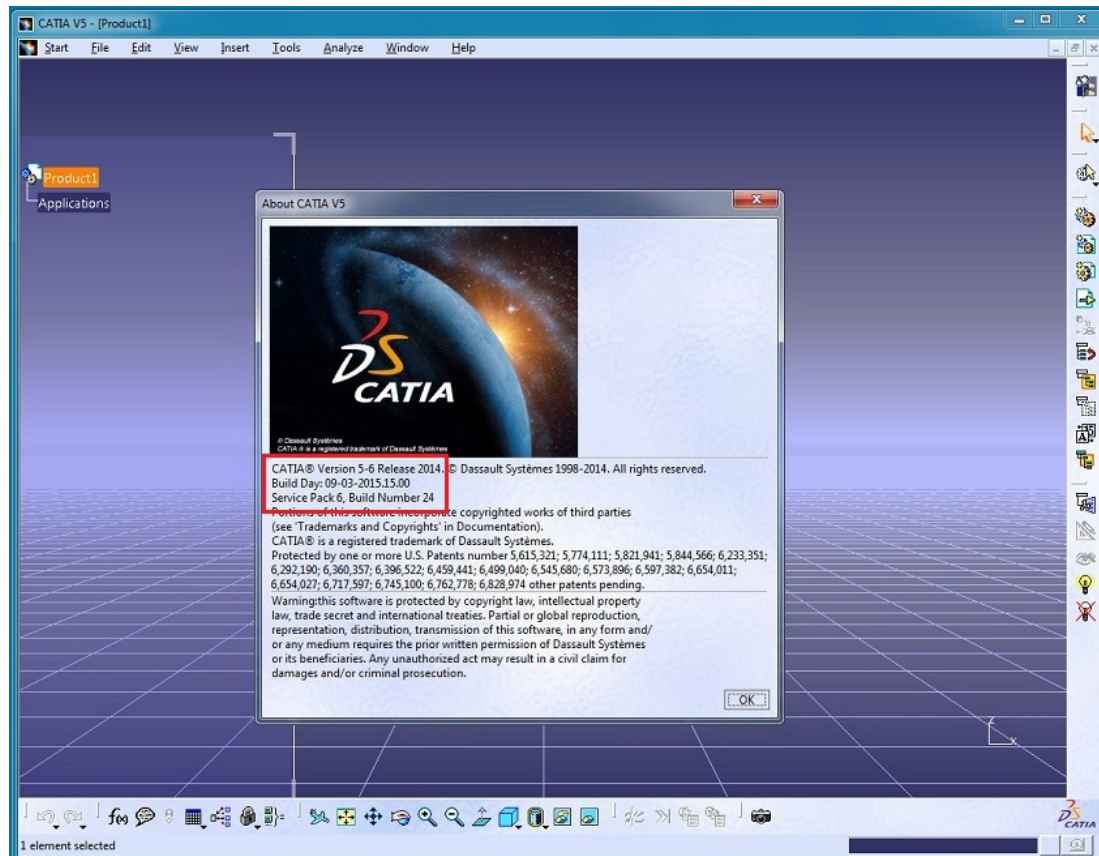 CATIA V5 - [Product1]
Start File Edit View Insert Tools Analyze Window Help
Product1
Applications
About CATIA V5
DS
CATIA
© Dassault Systèmes
CATIA ® is a registered trademark of Dassault Systèmes
CATIA® Version 5-6 Release 2014. © Dassault Systèmes 1998-2014. All rights reserved.
Build Day: 09-03-2015.15.00
Service Pack 6, Build Number 24
Portions of this software incorporate copyrighted works of third parties
(see 'Trademarks and Copyrights' in Documentation).
CATIA® is a registered trademark of Dassault Systèmes.
Protected by one or more U.S. Patents number 5,615,321; 5,774,111; 5,821,941; 5,844,566; 6,233,351;
6,292,190; 6,360,357; 6,396,522; 6,459,441; 6,499,040; 6,545,680; 6,573,896; 6,597,382; 6,654,011;
6,654,027; 6,717,597; 6,745,100; 6,762,778; 6,828,974 other patents pending.
Warning:this software is protected by copyright law, intellectual property
law, trade secret and international treaties. Partial or global reproduction,
representation, distribution, transmission of this software, in any form and/
or any medium requires the prior written permission of Dassault Systèmes
or its beneficiaries. Any unauthorized act may result in a civil claim for
damages and/or criminal prosecution.
OK
z
x
f(x)
DS
CATIA
1 element selected